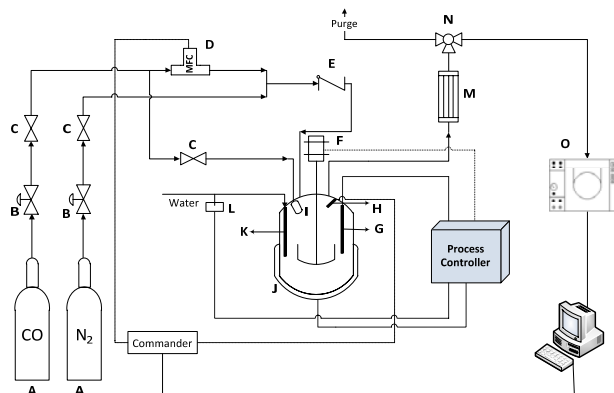 Purge
N
D
MFC
E
M
C
C
F
O
C
B
B
Water
L
I
H
K
G
Process
Controller
J
CO
N₂
Commander
A
A